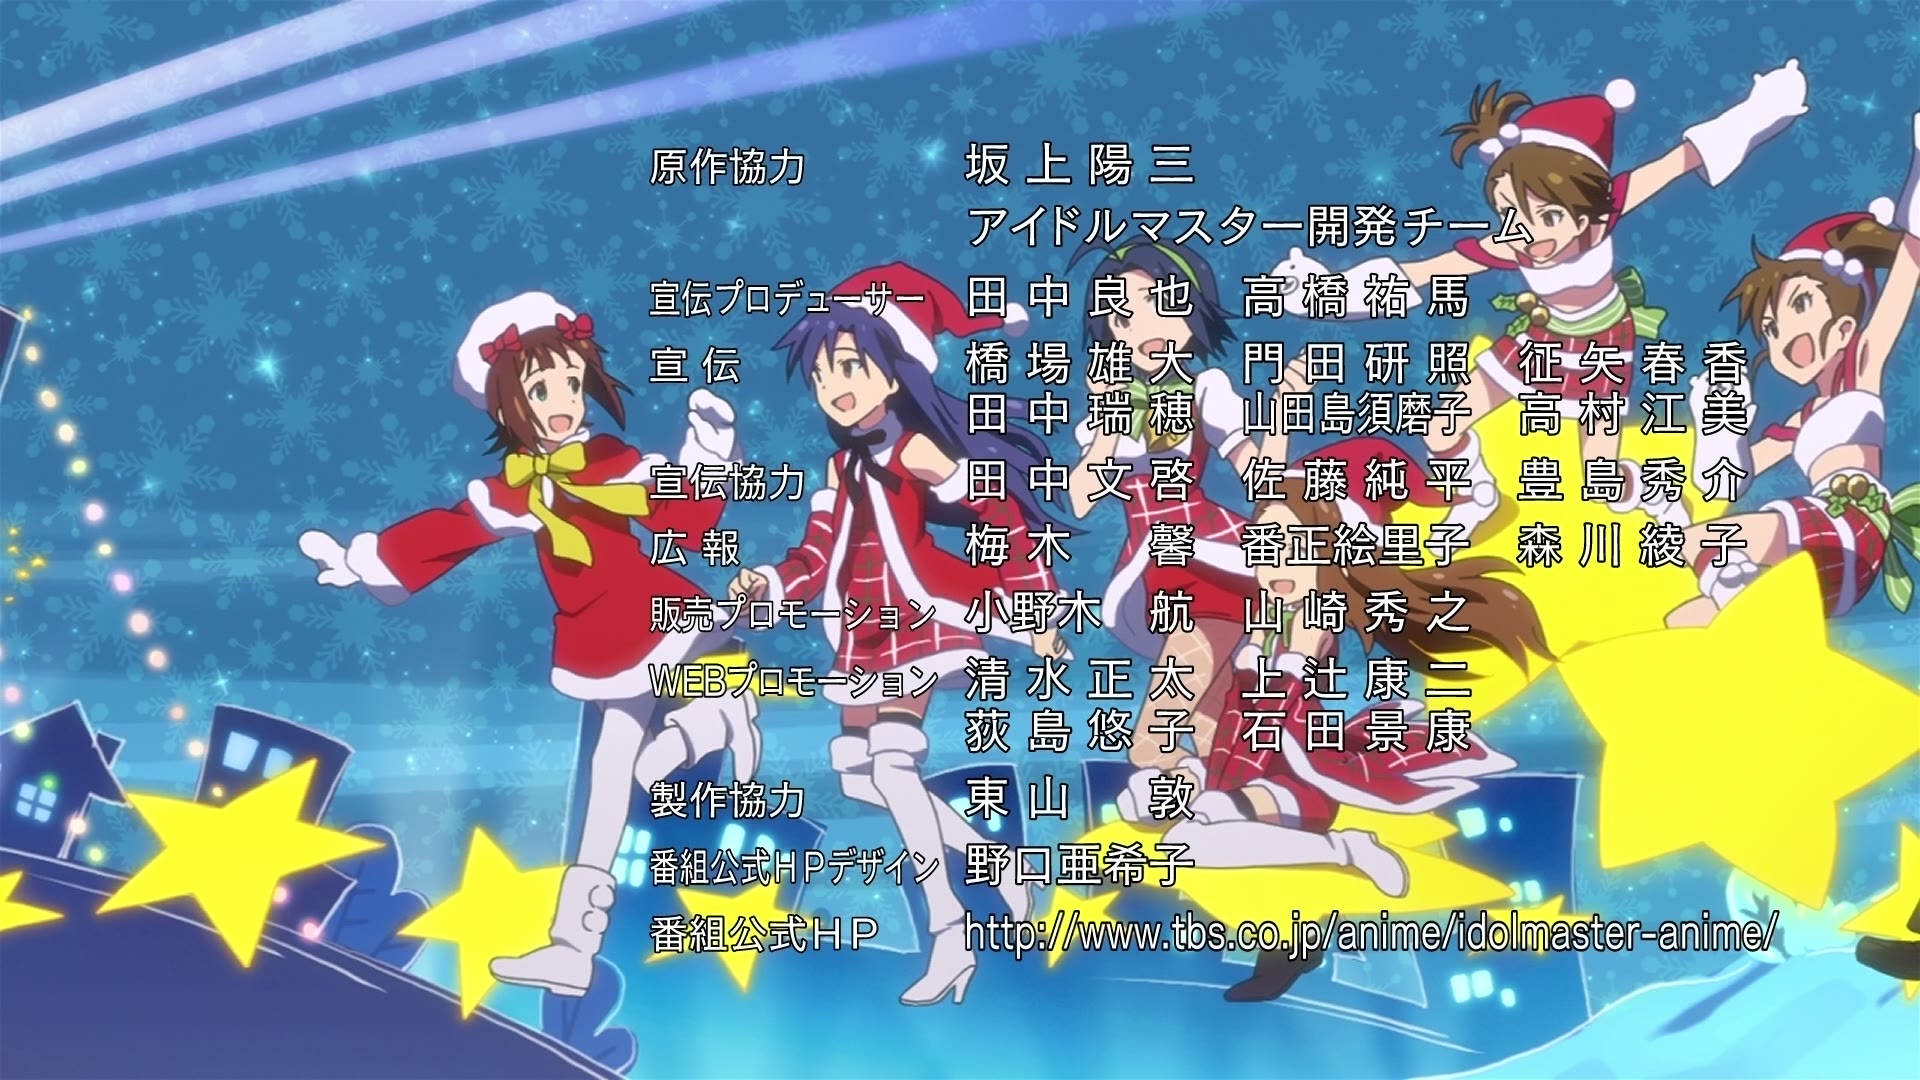 原作協力 坂上陽三
アイドルマスター開発チーム
宣伝プロデューサー 田中良也 高橋祐馬
宣伝 橋場雄大 門田研照 征矢春香
田中瑞穂 山田島須磨子 高村江美
宣伝協力 田中文啓 佐藤純平 豊島秀介
広報 梅木馨 番正絵里子 森川綾子
販売プロモーション 小野木航 山崎秀之
WEBプロモーション 清水正太 上辻康二
荻島悠子 石田景康
製作協力 東山敦
番組公式HPデザイン 野口亜希子
番組公式HP http://www.tbs.co.jp/anime/idolmaster-anime/